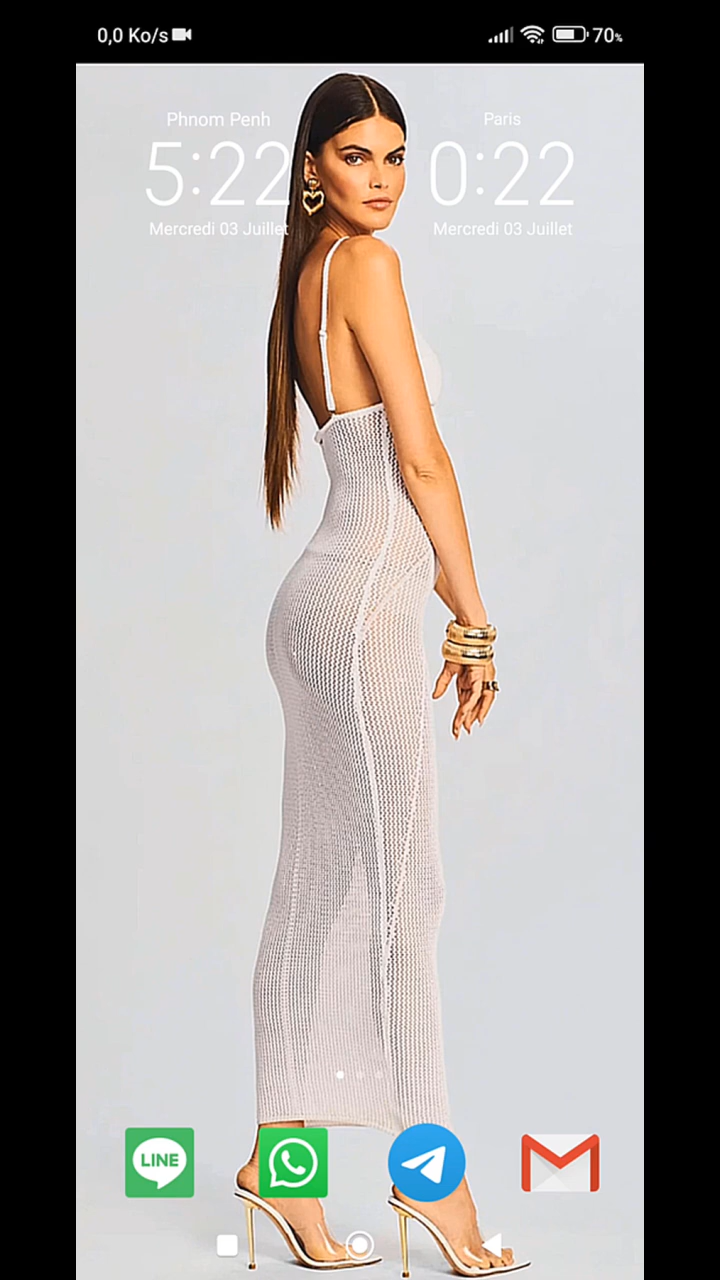 0,0 Ko/s
70%
Phnom Penh
Paris
5:22
0:22
Mercredi 03 Juillet
Mercredi 03 Juillet
LINE